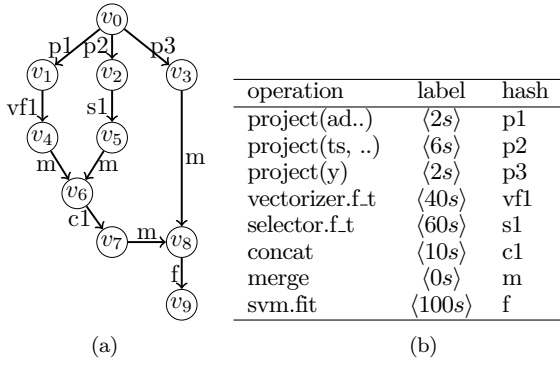 v0
p1 p2 p3
v1 v2 v3
vf1 s1
v4 v5
m m m
v6
c1
v7 m v8
f
v9
(a)
operation label hash
project(ad..) ⟨2s⟩ p1
project(ts, ..) ⟨6s⟩ p2
project(y) ⟨2s⟩ p3
vectorizer.f_t ⟨40s⟩ vf1
selector.f_t ⟨60s⟩ s1
concat ⟨10s⟩ c1
merge ⟨0s⟩ m
svm.fit ⟨100s⟩ f
(b)